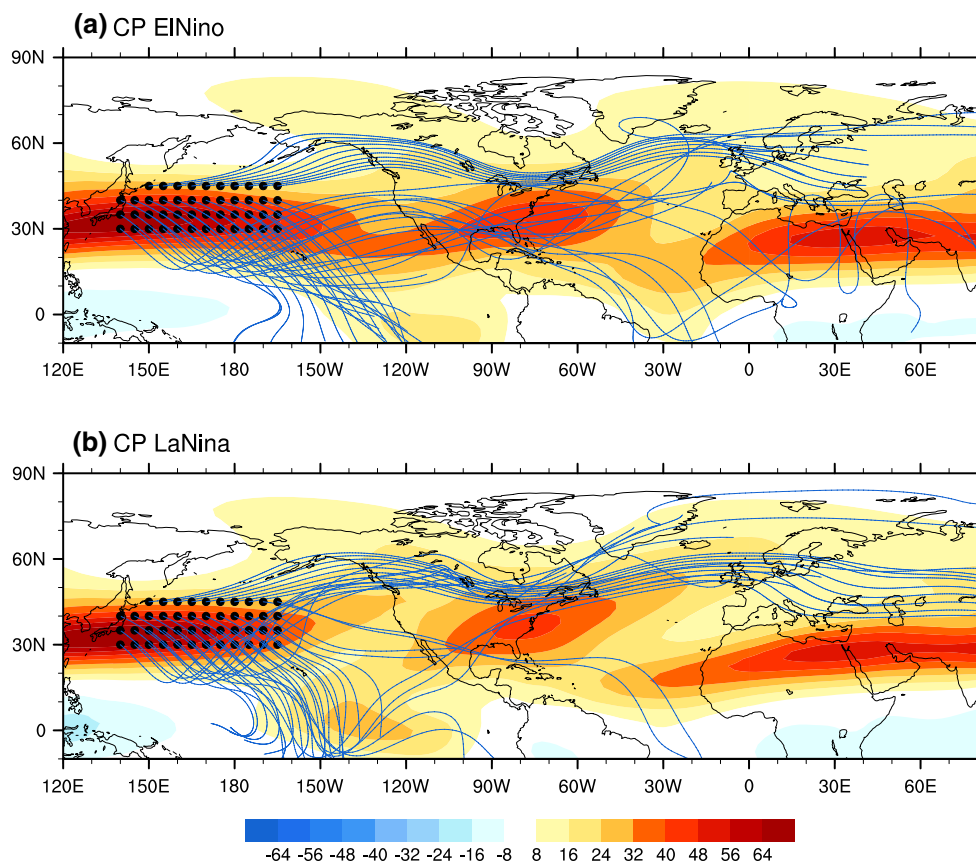 (a) CP ElNino
90N
60N
30N
0
120E 150E 180 150W 120W 90W 60W 30W 0 30E 60E
(b) CP LaNina
90N
60N
30N
0
120E 150E 180 150W 120W 90W 60W 30W 0 30E 60E
-64 -56 -48 -40 -32 -24 -16 -8 8 16 24 32 40 48 56 64